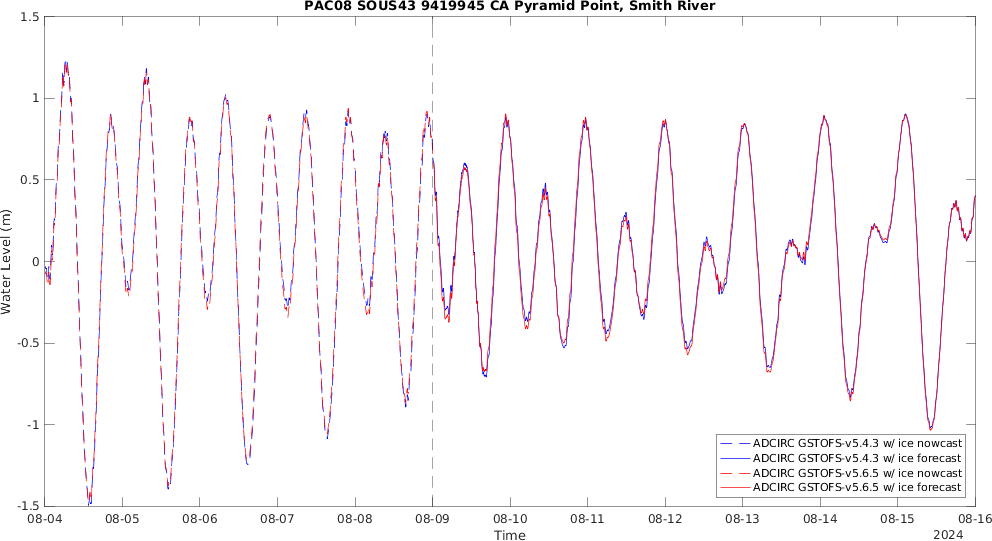 PAC08 SOUS43 9419945 CA Pyramid Point, Smith River
1.5
1
0.5
0
-0.5
-1
-1.5
Water Level (m)
08-04 08-05 08-06 08-07 08-08 08-09 08-10 08-11 08-12 08-13 08-14 08-15 08-16
Time
2024
ADCIRC GSTOFS-v5.4.3 w/ ice nowcast
ADCIRC GSTOFS-v5.4.3 w/ ice forecast
ADCIRC GSTOFS-v5.6.5 w/ ice nowcast
ADCIRC GSTOFS-v5.6.5 w/ ice forecast